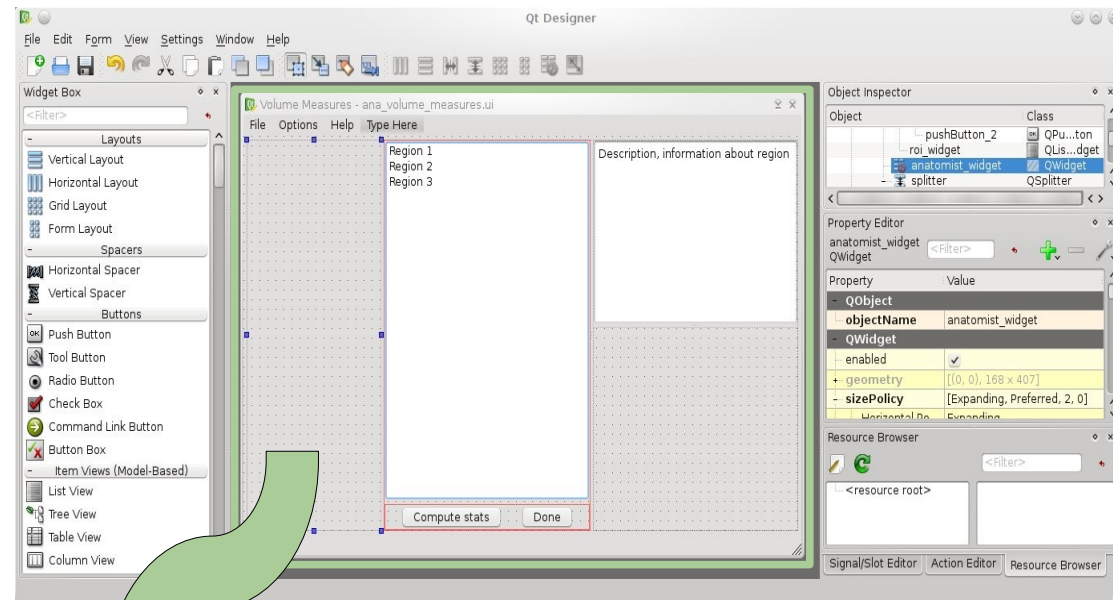 Qt Designer
File Edit Form View Settings Window Help
Widget Box
<Filter>
Layouts
Vertical Layout
Horizontal Layout
Grid Layout
Form Layout
Spacers
Horizontal Spacer
Vertical Spacer
Buttons
OK Push Button
Tool Button
Radio Button
Check Box
Command Link Button
Button Box
Item Views (Model-Based)
List View
Tree View
Table View
Column View
Volume Measures - ana_volume_measures.ui
File Options Help Type Here
Region 1
Region 2
Region 3
Description, information about region
Compute stats Done
Object Inspector
Object Class
pushButton_2 QPu...ton
roi_widget QLis...dget
anatomist_widget QWidget
splitter QSplitter
Property Editor
anatomist_widget
QWidget
<Filter>
Property Value
QObject
objectName anatomist_widget
QWidget
enabled
geometry [(0, 0), 168 x 407]
sizePolicy [Expanding, Preferred, 2, 0]
Horizontal Po Expanding
Resource Browser
<Filter>
<resource root>
Signal/Slot Editor Action Editor Resource Browser